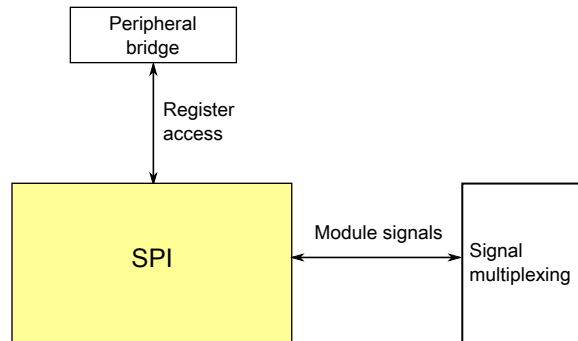 Peripheral
bridge
Register
access
SPI
Module signals
Signal
multiplexing